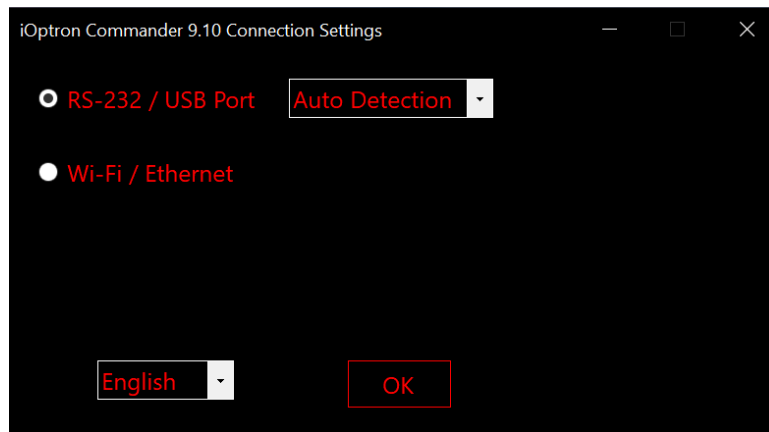 iOptron Commander 9.10 Connection Settings
RS-232 / USB Port Auto Detection
Wi-Fi / Ethernet
English OK